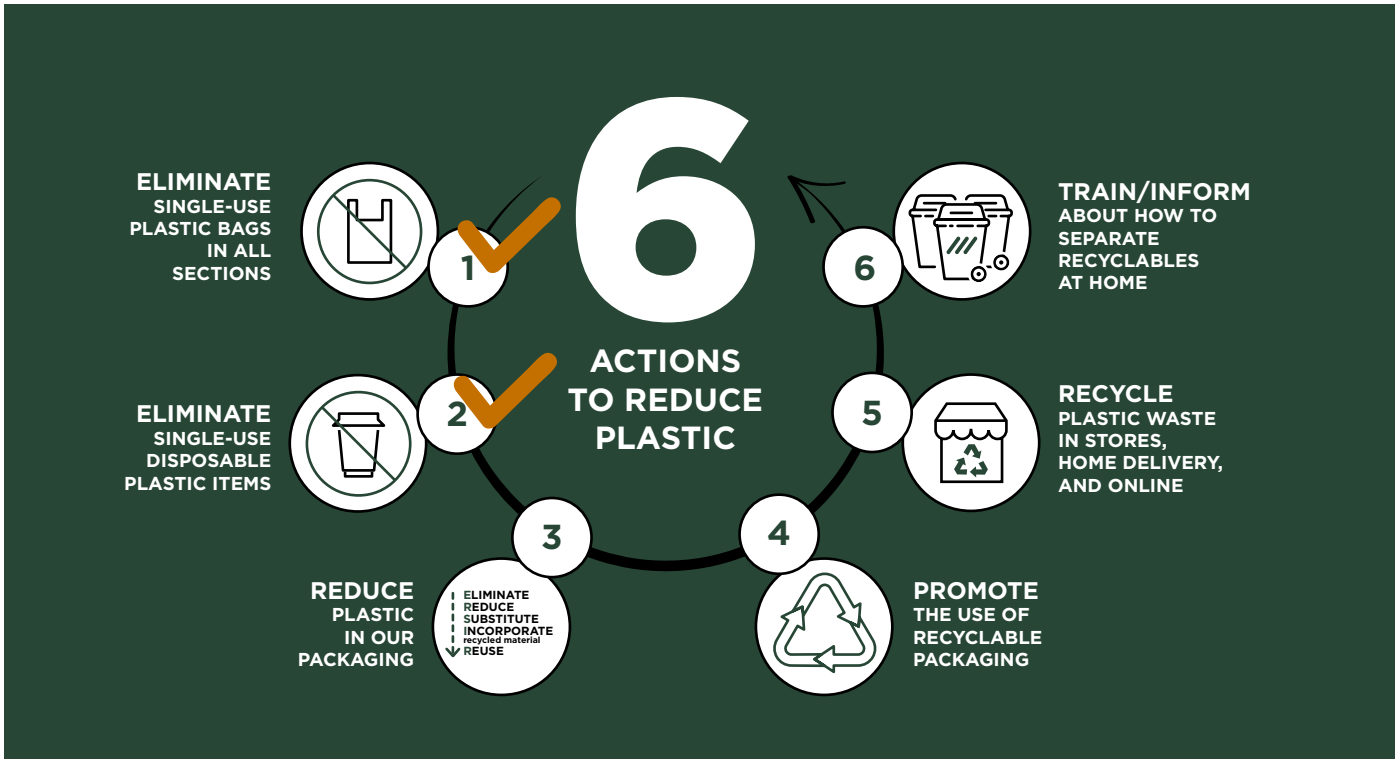 6
ACTIONS
TO REDUCE
PLASTIC
1
ELIMINATE
SINGLE-USE
PLASTIC BAGS
IN ALL
SECTIONS
2
ELIMINATE
SINGLE-USE
DISPOSABLE
PLASTIC ITEMS
3
REDUCE
PLASTIC
IN OUR
PACKAGING
ELIMINATE
REDUCE
SUBSTITUTE
INCORPORATE
recycled material
REUSE
4
PROMOTE
THE USE OF
RECYCLABLE
PACKAGING
5
RECYCLE
PLASTIC WASTE
IN STORES,
HOME DELIVERY,
AND ONLINE
6
TRAIN/INFORM
ABOUT HOW TO
SEPARATE
RECYCLABLES
AT HOME